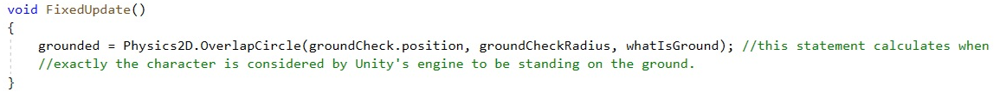 void FixedUpdate()
{
grounded = Physics2D.OverlapCircle(groundCheck.position, groundCheckRadius, whatIsGround); //this statement calculates when
//exactly the character is considered by Unity's engine to be standing on the ground.
}